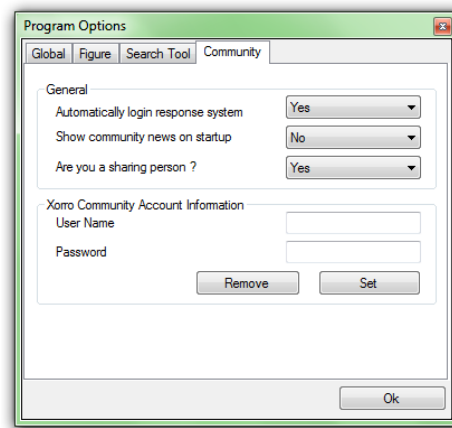 Program Options
Global Figure Search Tool Community
General
Automatically login response system Yes
Show community news on startup No
Are you a sharing person ? Yes
Xorro Community Account Information
User Name
Password
Remove Set
Ok